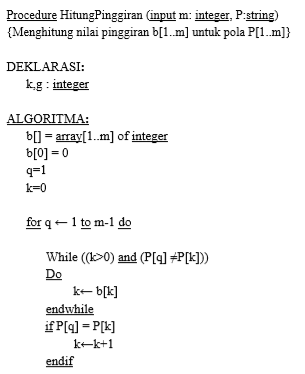 Procedure HitungPinggiran (input m: integer, P:string)
{Menghitung nilai pinggiran b[1..m] untuk pola P[1..m]}
DEKLARASI:
k,g : integer
ALGORITMA:
b[] = array[1..m] of integer
b[0] = 0
q=1
k=0
for q ← 1 to m-1 do
While ((k>0) and (P[q] ≠P[k]))
Do
k← b[k]
endwhile
if P[q] = P[k]
k←k+1
endif